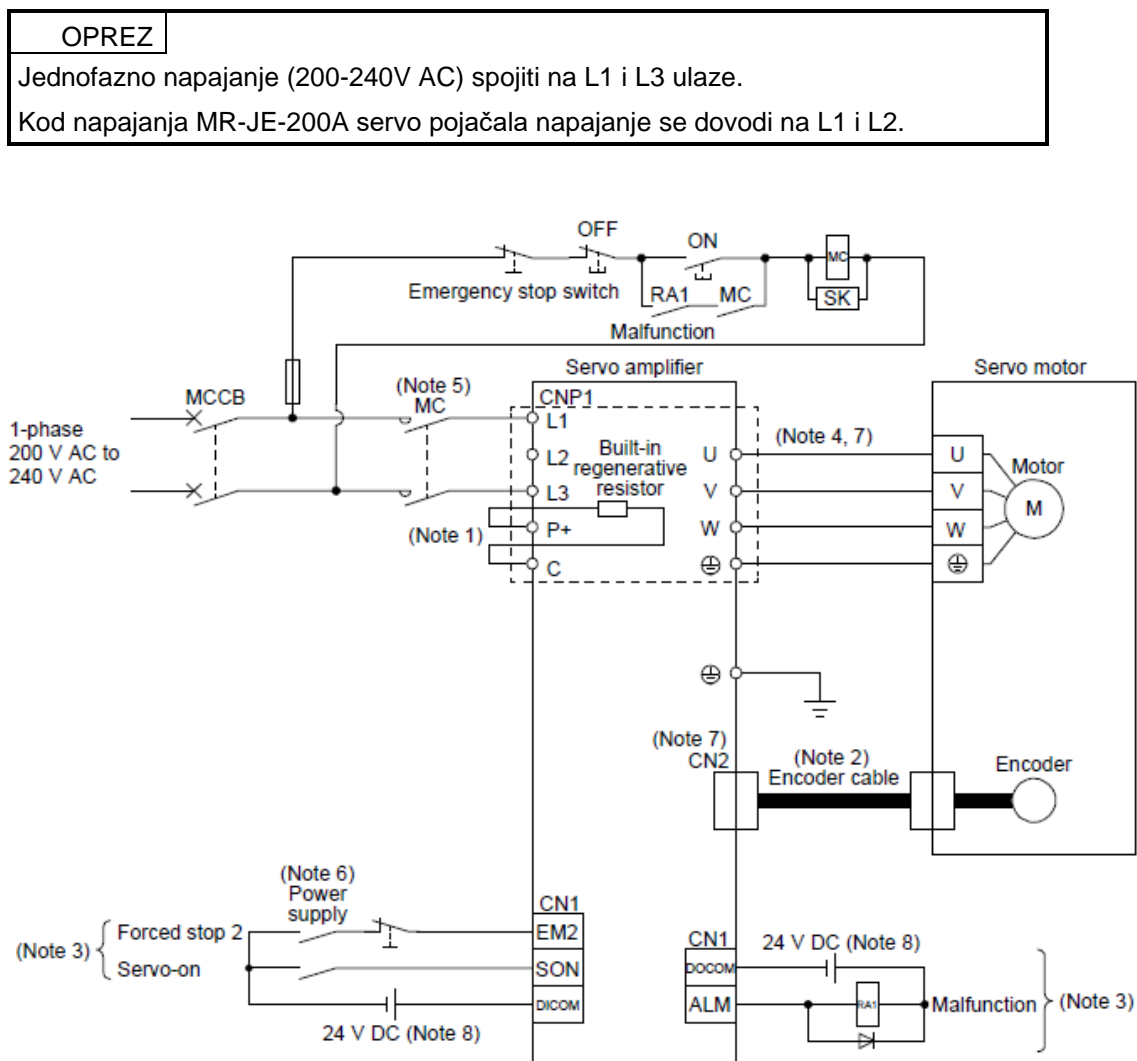 OPREZ
Jednofazno napajanje (200-240V AC) spojiti na L1 i L3 ulaze.
Kod napajanja MR-JE-200A servo pojačala napajanje se dovodi na L1 i L2.
OFF
ON
MC
Emergency stop switch
RA1
MC
SK
Malfunction
Servo amplifier
Servo motor
MCCB
(Note 5)
MC
CNP1
1-phase
200 V AC to
240 V AC
L1
L2
L3
P+
C
Built-in
regenerative
resistor
(Note 1)
U
V
W
(Note 4, 7)
U
V
W
Motor
M
(Note 7)
CN2
(Note 2)
Encoder cable
Encoder
(Note 6)
Power
supply
(Note 3)
Forced stop 2
Servo-on
CN1
EM2
SON
DICOM
24 V DC (Note 8)
CN1
DOCOM
ALM
24 V DC (Note 8)
RA1
Malfunction
(Note 3)